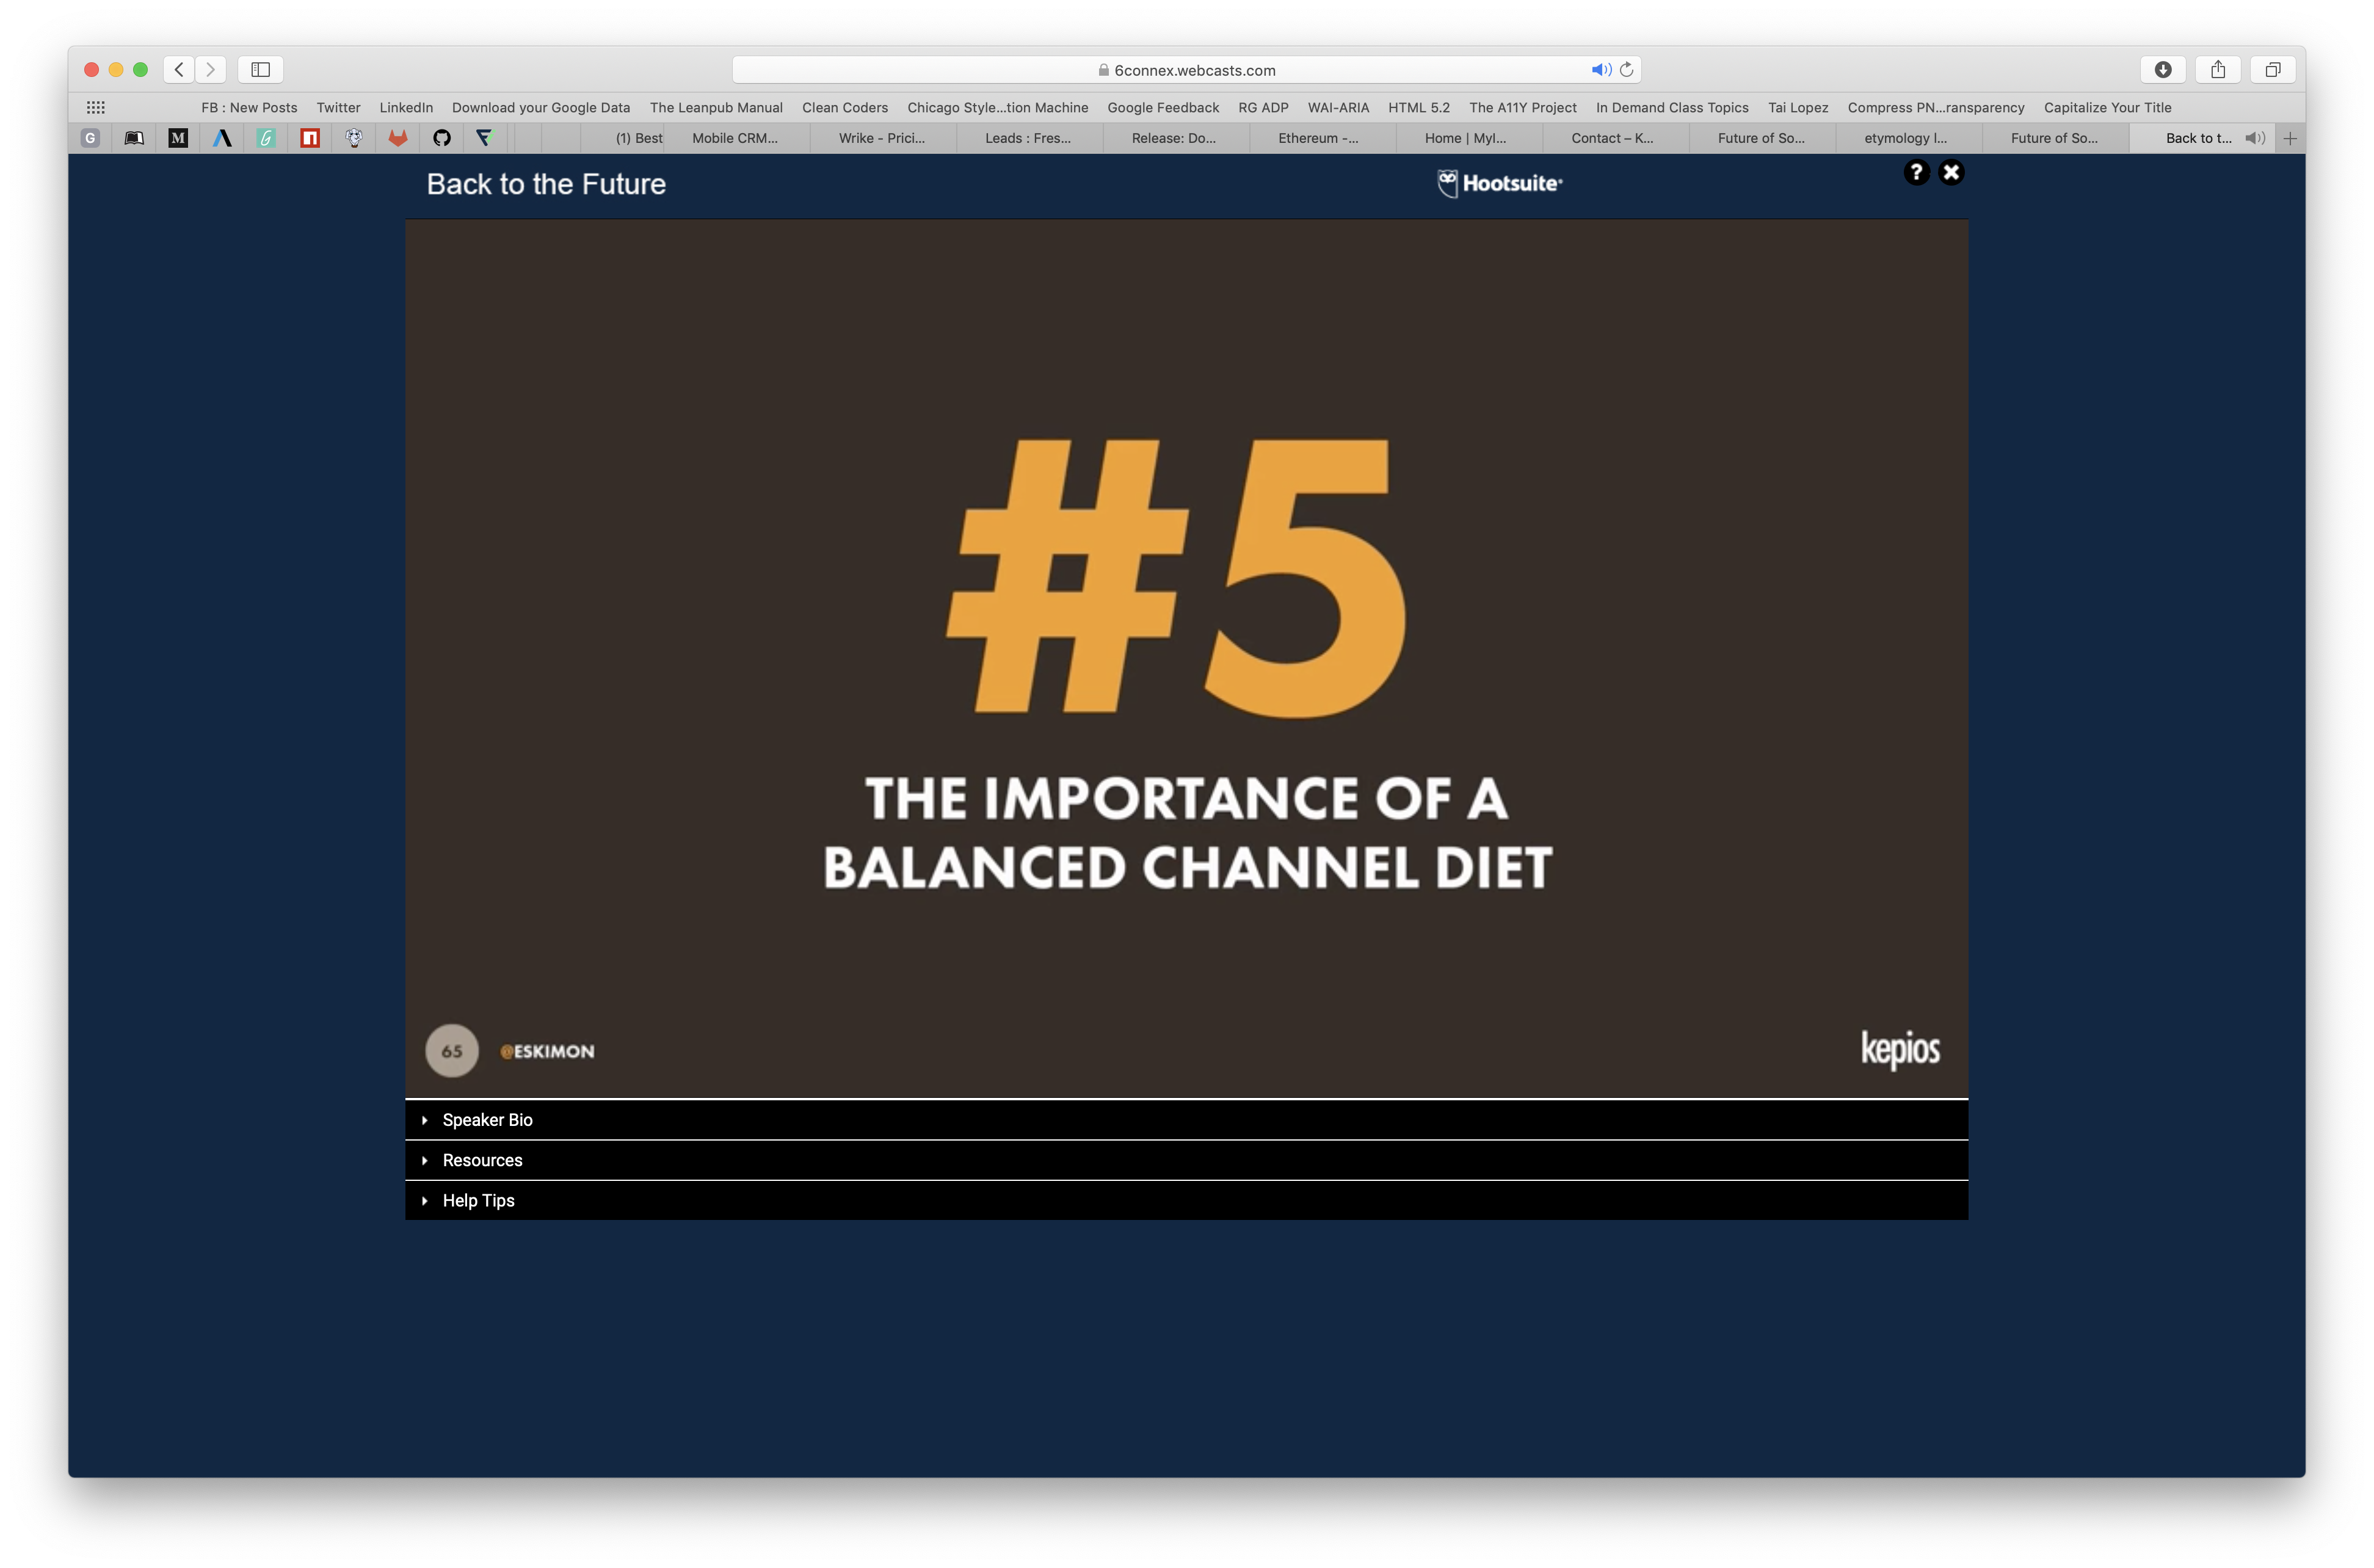 6connex.webcasts.com
FB : New Posts Twitter LinkedIn Download your Google Data The Leanpub Manual Clean Coders Chicago Style...tion Machine Google Feedback RG ADP WAI-ARIA HTML 5.2 The A11Y Project In Demand Class Topics Tai Lopez Compress PN...ransparency Capitalize Your Title
G M (1) Best Mobile CRM... Wrike - Prici... Leads : Fres... Release: Do... Ethereum -... Home | Myl... Contact – K... Future of So... etymology l... Future of So... Back to t...
Back to the Future Hootsuite ?
#5
THE IMPORTANCE OF A
BALANCED CHANNEL DIET
65 @ESKIMON kepios
Speaker Bio
Resources
Help Tips